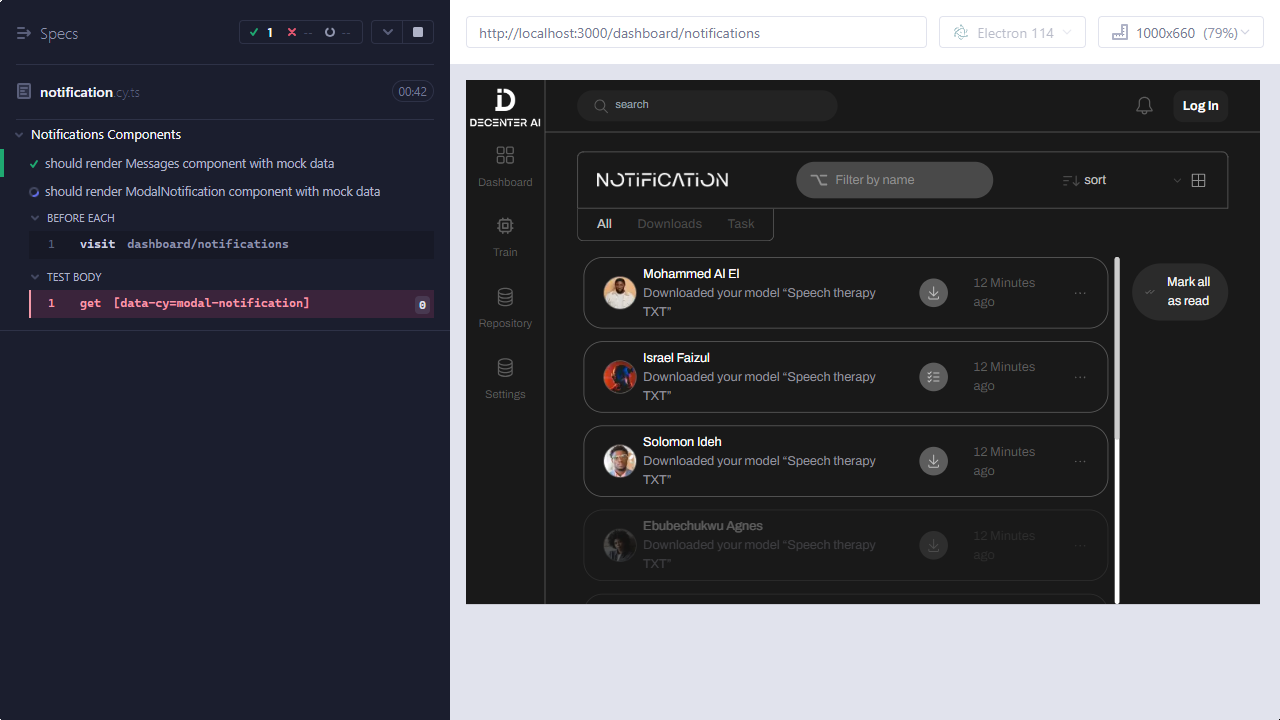 Specs
1
--
--
notification.cy.ts
00:42
Notifications Components
should render Messages component with mock data
should render ModalNotification component with mock data
BEFORE EACH
1 visit dashboard/notifications
TEST BODY
1 get [data-cy=modal-notification] 0
http://localhost:3000/dashboard/notifications
Electron 114
1000x660 (79%)
DECENTER AI
search
Log In
Dashboard
Train
Repository
Settings
NOTIFICATION
Filter by name
sort
All Downloads Task
Mohammed Al El
Downloaded your model “Speech therapy
TXT”
12 Minutes
ago
...
Mark all
as read
Israel Faizul
Downloaded your model “Speech therapy
TXT”
12 Minutes
ago
...
Solomon Ideh
Downloaded your model “Speech therapy
TXT”
12 Minutes
ago
...
Ebubechukwu Agnes
Downloaded your model “Speech therapy
TXT”
12 Minutes
ago
...